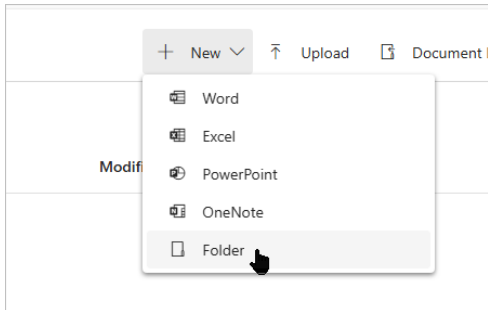 New Upload Document
Word
Excel
Modifi
PowerPoint
OneNote
Folder